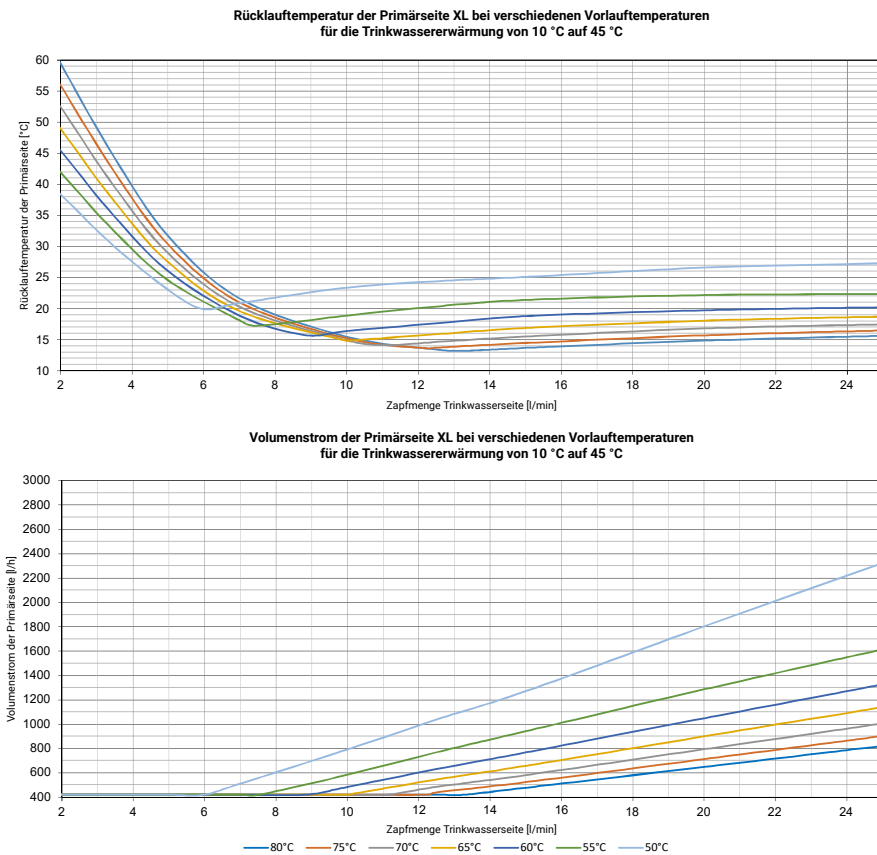 Rücklauftemperatur der Primärseite XL bei verschiedenen Vorlauftemperaturen
für die Trinkwassererwärmung von 10 °C auf 45 °C
Rücklauftemperatur der Primärseite [°C]
60
55
50
45
40
35
30
25
20
15
10
2 4 6 8 10 12 14 16 18 20 22 24
Zapfmenge Trinkwasserseite [l/min]
Volumenstrom der Primärseite XL bei verschiedenen Vorlauftemperaturen
für die Trinkwassererwärmung von 10 °C auf 45 °C
Volumenstrom der Primärseite [l/h]
3000
2800
2600
2400
2200
2000
1800
1600
1400
1200
1000
800
600
400
2 4 6 8 10 12 14 16 18 20 22 24
Zapfmenge Trinkwasserseite [l/min]
80°C 75°C 70°C 65°C 60°C 55°C 50°C